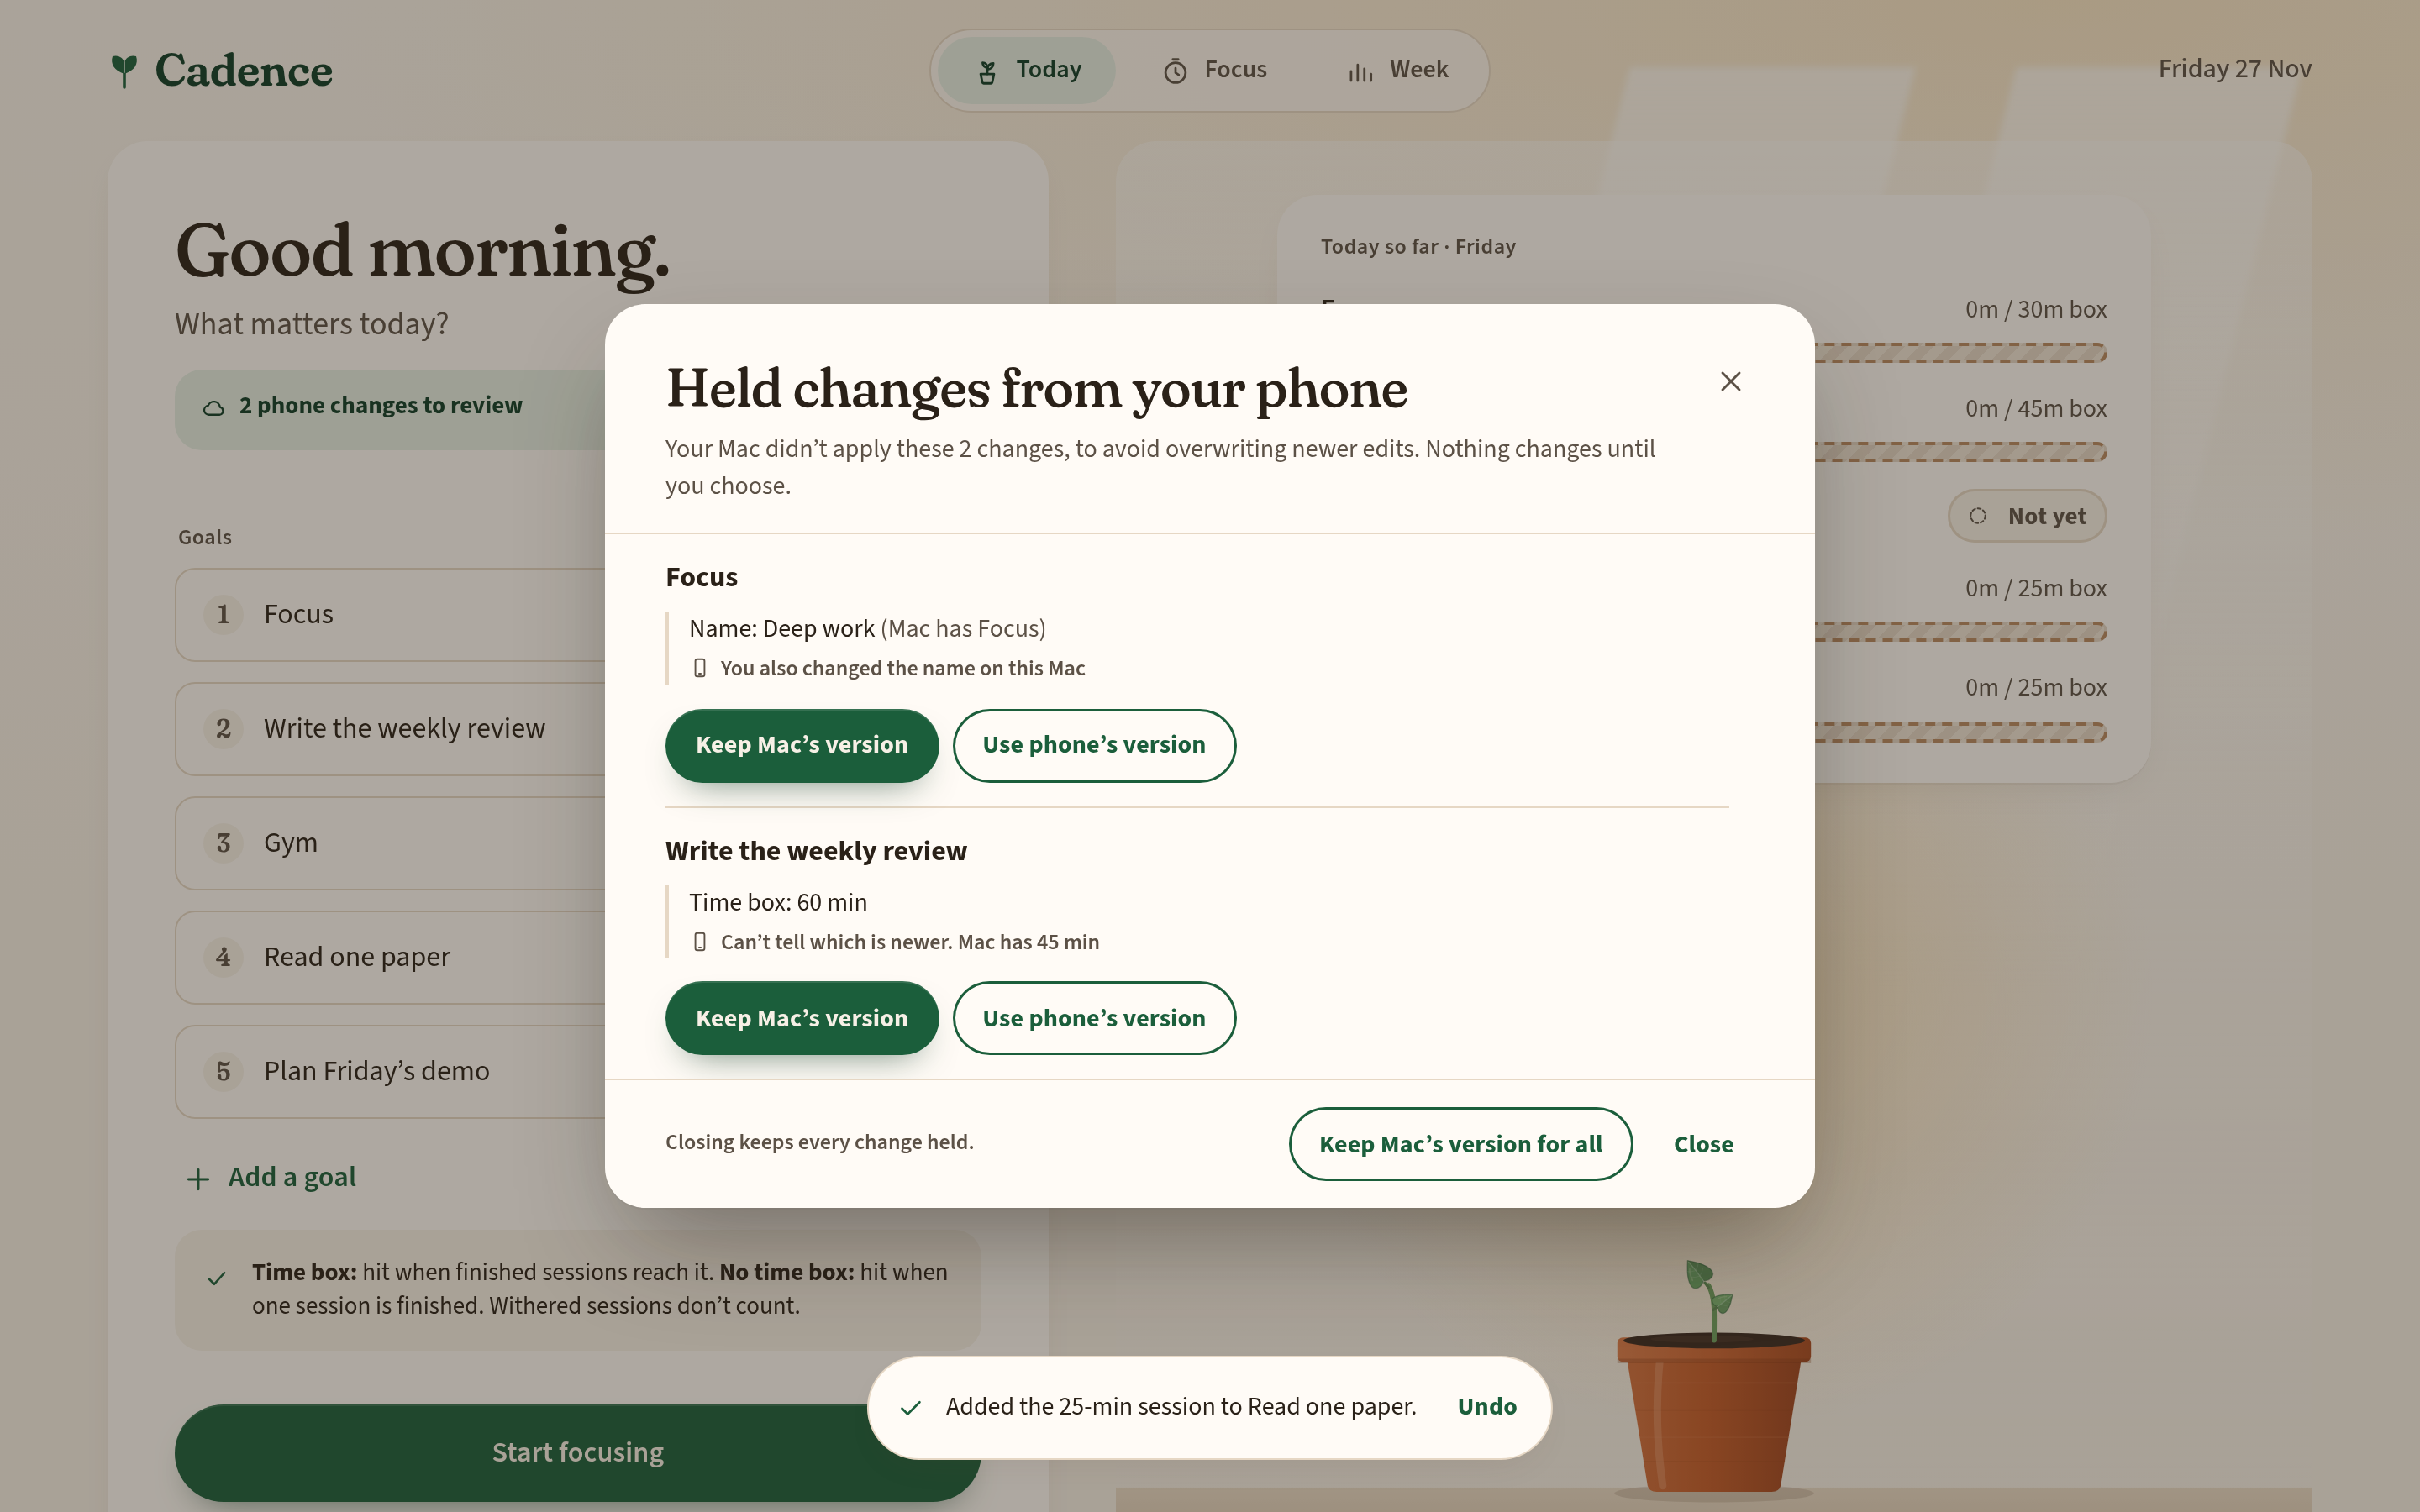 Cadence
Today
Focus
Week
Friday 27 Nov
Good morning.
What matters today?
2 phone changes to review
Goals
1 Focus
2 Write the weekly review
3 Gym
4 Read one paper
5 Plan Friday’s demo
Add a goal
Time box: hit when finished sessions reach it. No time box: hit when
one session is finished. Withered sessions don’t count.
Start focusing
Today so far · Friday
0m / 30m box
0m / 45m box
Not yet
0m / 25m box
0m / 25m box
Held changes from your phone
Your Mac didn’t apply these 2 changes, to avoid overwriting newer edits. Nothing changes until
you choose.
Focus
Name: Deep work (Mac has Focus)
You also changed the name on this Mac
Keep Mac’s version
Use phone’s version
Write the weekly review
Time box: 60 min
Can’t tell which is newer. Mac has 45 min
Keep Mac’s version
Use phone’s version
Closing keeps every change held.
Keep Mac’s version for all
Close
Added the 25-min session to Read one paper.
Undo